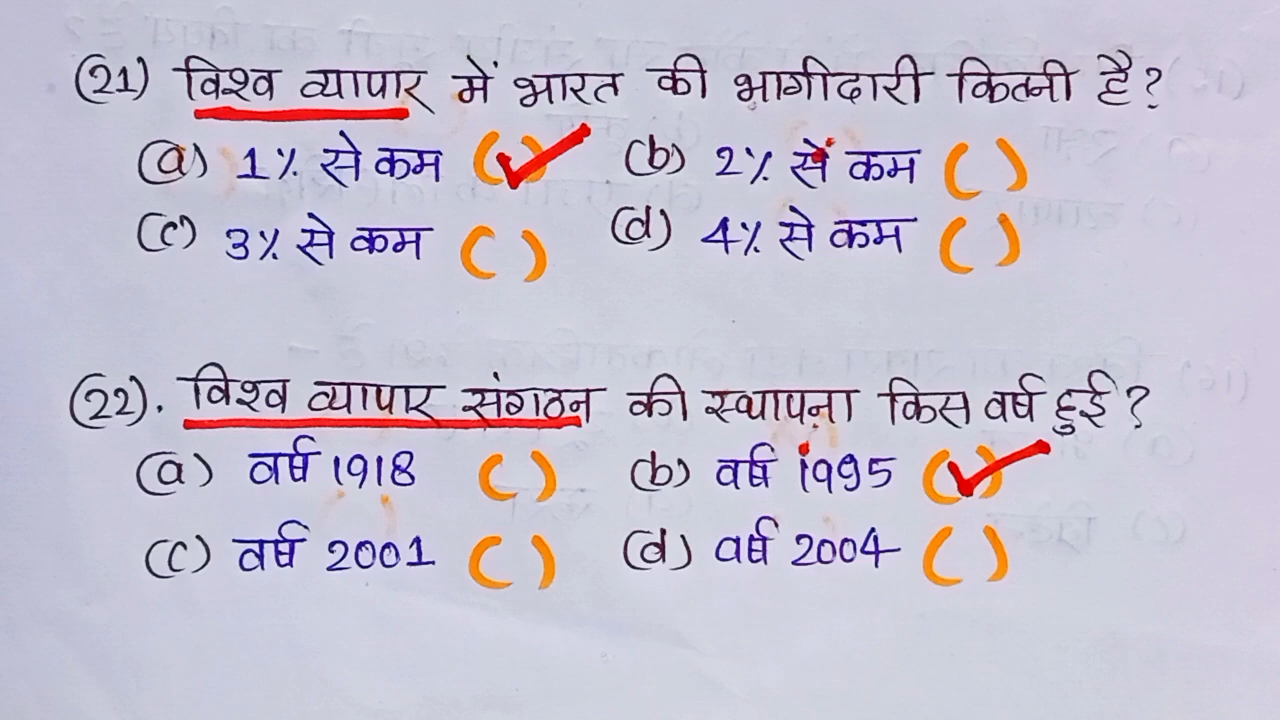 (21) विश्व व्यापार में भारत की भागीदारी कितनी है?
(a) 1% से कम (✓) (b) 2% से कम ( )
(c) 3% से कम ( ) (d) 4% से कम ( )
(22). विश्व व्यापार संगठन की स्थापना किस वर्ष हुई?
(a) वर्ष 1918 ( ) (b) वर्ष 1995 (✓)
(c) वर्ष 2001 ( ) (d) वर्ष 2004 ( )